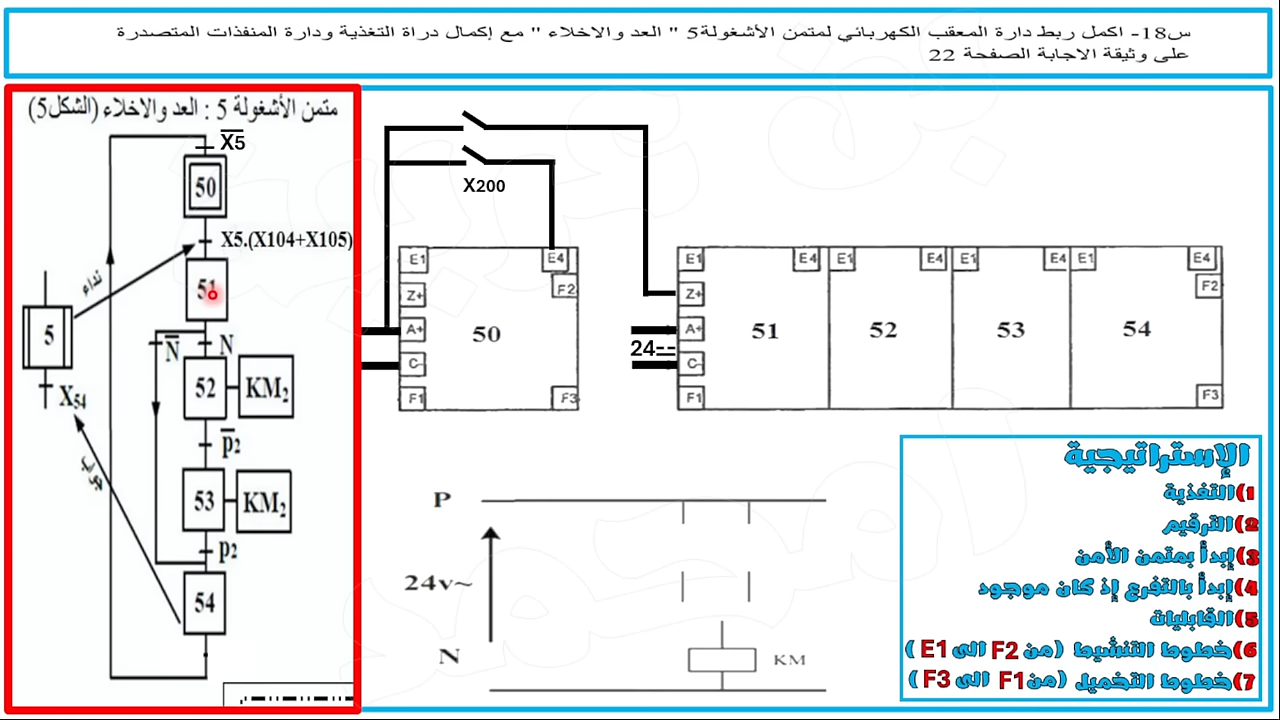 س18- اكمل ربط دارة المعقب الكهربائي لمتمن الأشغولة5 " العد والاخلاء " مع إكمال دراة التغذية ودارة المنفذات المتصدرة
على وثيقة الاجابة الصفحة 22
متمن الأشغولة 5 : العد والاخلاء (الشكل5)
X5
50
X5.(X104+X105)
نداء
51
5
N
N
X54
52
KM2
p2
53
KM2
p2
54
X200
E1
E4
F2
Z+
A+
50
C-
F1
F3
24
E1
E4
E1
E4
E1
E4
E1
E4
F2
Z+
A+
51
52
53
54
C-
F1
F3
P
24v~
N
KM
الإستراتيجية
1)التغذية
2)الترقيم
3)إبدأ بمتمن الأمن
4)إبدأ بالتفرع إذ كان موجود
5)القابليات
6)خطوط التنشيط (من F2 الى E1)
7)خطوط التخميل (من F1 الى F3)